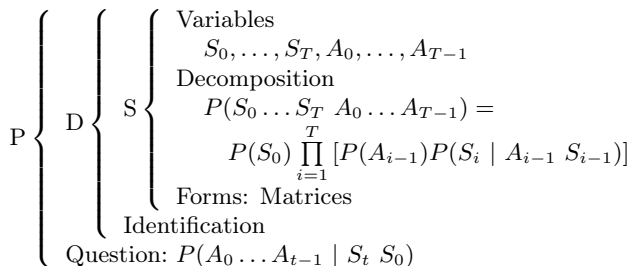 Variables
S_0, …, S_T, A_0, …, A_{T−1}
Decomposition
P(S_0 … S_T A_0 … A_{T−1}) =
P(S_0) ∏_{i=1}^{T} [P(A_{i−1})P(S_i | A_{i−1} S_{i−1})]
Forms: Matrices
S
D
P
Identification
Question: P(A_0 … A_{t−1} | S_t S_0)